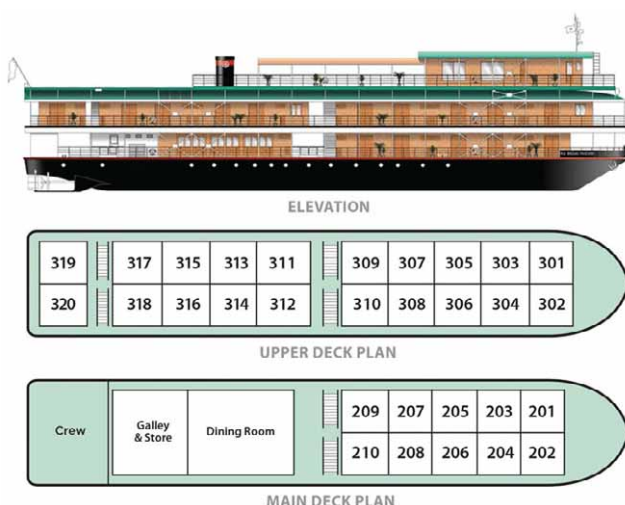 ELEVATION
319 317 315 313 311 309 307 305 303 301
320 318 316 314 312 310 308 306 304 302
UPPER DECK PLAN
209 207 205 203 201
Crew
Galley
& Store
Dining Room
210 208 206 204 202
MAIN DECK PLAN